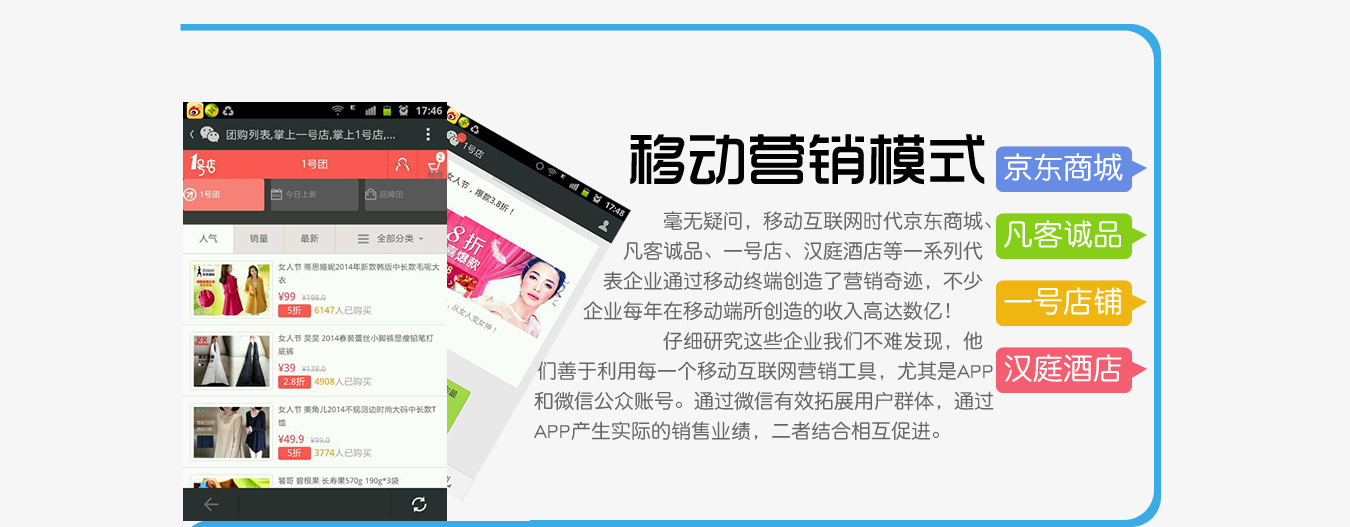 17:46
团购列表,掌上一号店,掌上1号店,...
1号店
1号团
2
1号团
今日上新
品牌团
人气
销量
最新
全部分类
女人节 蒂思嫚妮2014年新款韩版中长款毛呢大
衣
¥99 ¥198.0
5折 6147人已购买
女人节 昊昊 2014春装蕾丝小脚裤显瘦铅笔打
底裤
¥39 ¥138.0
2.8折 4908人已购买
女人节 美角儿2014不规则边时尚大码中长款T
恤
¥49.9 ¥99.0
5折 3774人已购买
饕哥 碧根果 长寿果570g 190g*3袋
17:48
1号店
女人节，爆款3.8折！
8折
爆款
从女人变女神！
移动营销模式
毫无疑问，移动互联网时代京东商城、
凡客诚品、一号店、汉庭酒店等一系列代
表企业通过移动终端创造了营销奇迹，不少
企业每年在移动端所创造的收入高达数亿！
仔细研究这些企业我们不难发现，他
们善于利用每一个移动互联网营销工具，尤其是APP
和微信公众账号。通过微信有效拓展用户群体，通过
APP产生实际的销售业绩，二者结合相互促进。
京东商城
凡客诚品
一号店铺
汉庭酒店